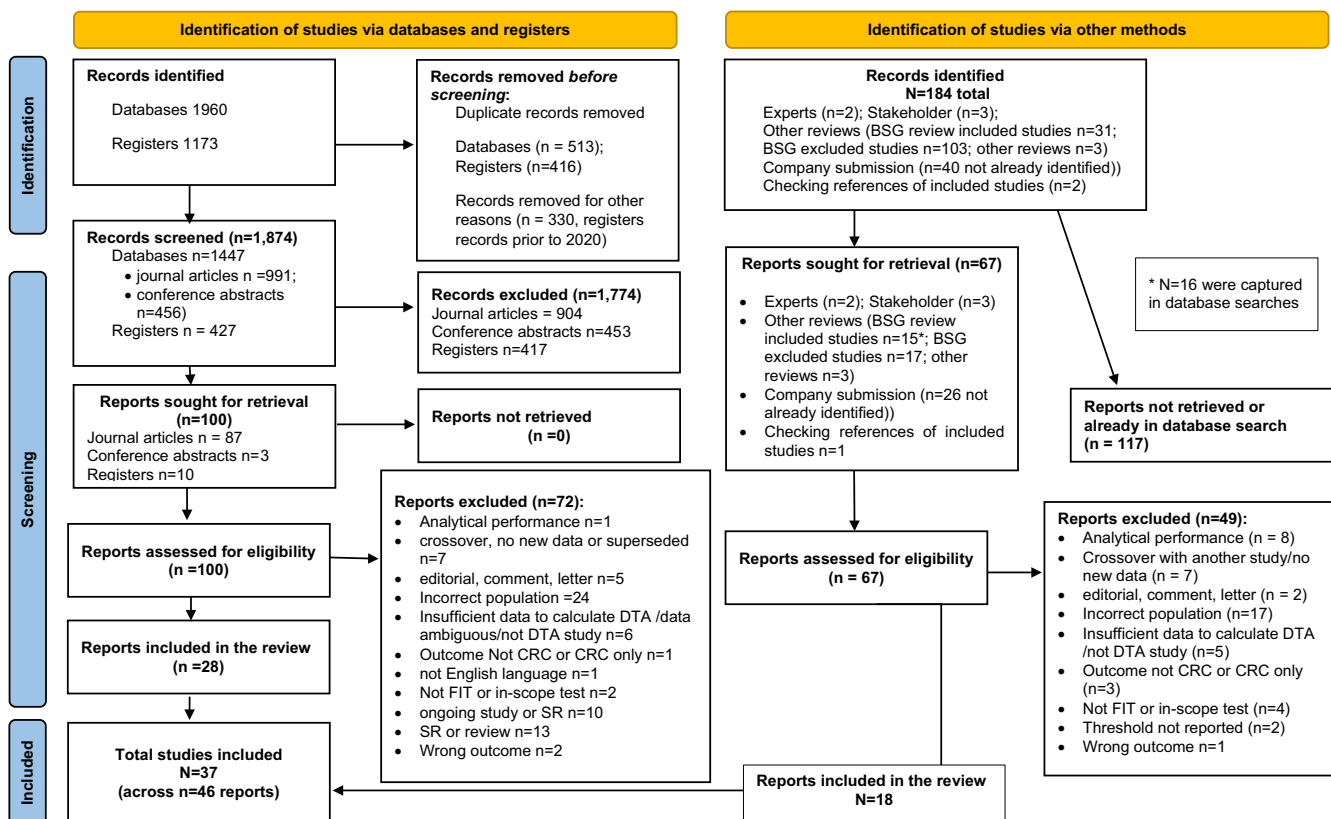 Identification of studies via databases and registers
Identification of studies via other methods
Identification
Records identified
Databases 1960
Registers 1173
Records removed before
screening:
Duplicate records removed
Databases (n = 513);
Registers (n=416)
Records removed for other
reasons (n = 330, registers
records prior to 2020)
Records identified
N=184 total
Experts (n=2); Stakeholder (n=3);
Other reviews (BSG review included studies n=31;
BSG excluded studies n=103; other reviews n=3)
Company submission (n=40 not already identified))
Checking references of included studies (n=2)
Screening
Records screened (n=1,874)
Databases n=1447
• journal articles n =991;
• conference abstracts
n=456)
Registers n = 427
Records excluded (n=1,774)
Journal articles = 904
Conference abstracts n=453
Registers n=417
Reports sought for retrieval (n=67)
• Experts (n=2); Stakeholder (n=3)
• Other reviews (BSG review
included studies n=15*; BSG
excluded studies n=17; other
reviews n=3)
• Company submission (n=26 not
already identified))
• Checking references of included
studies n=1
* N=16 were captured
in database searches
Reports sought for retrieval
(n=100)
Journal articles n = 87
Conference abstracts n=3
Registers n=10
Reports not retrieved
(n =0)
Reports not retrieved or
already in database search
(n = 117)
Reports assessed for eligibility
(n =100)
Reports excluded (n=72):
• Analytical performance n=1
• crossover, no new data or superseded
n=7
• editorial, comment, letter n=5
• Incorrect population =24
• Insufficient data to calculate DTA /data
ambiguous/not DTA study n=6
• Outcome Not CRC or CRC only n=1
• not English language n=1
• Not FIT or in-scope test n=2
• ongoing study or SR n=10
• SR or review n=13
• Wrong outcome n=2
Reports assessed for eligibility
(n = 67)
Reports excluded (n=49):
• Analytical performance (n = 8)
• Crossover with another study/no
new data (n = 7)
• editorial, comment, letter (n = 2)
• Incorrect population (n=17)
• Insufficient data to calculate DTA
/not DTA study (n=5)
• Outcome not CRC or CRC only
(n=3)
• Not FIT or in-scope test (n=4)
• Threshold not reported (n=2)
• Wrong outcome n=1
Reports included in the review
(n =28)
Included
Total studies included
N=37
(across n=46 reports)
Reports included in the review
N=18